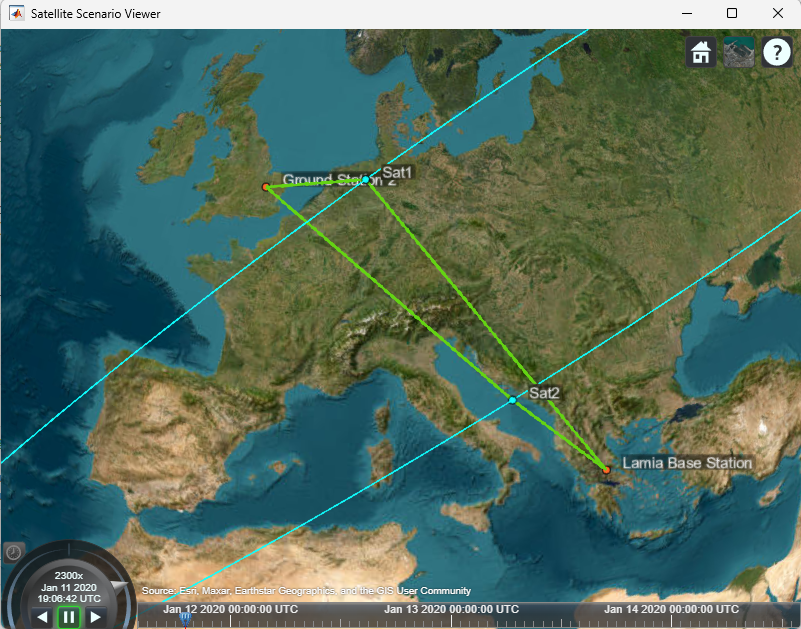 Satellite Scenario Viewer
?
Sat1
Ground Station 2
Sat2
Lamia Base Station
2300x
Jan 11 2020
19:06:42 UTC
Source: Esri, Maxar, Earthstar Geographics, and the GIS User Community
Jan 12 2020 00:00:00 UTC
Jan 13 2020 00:00:00 UTC
Jan 14 2020 00:00:00 UTC